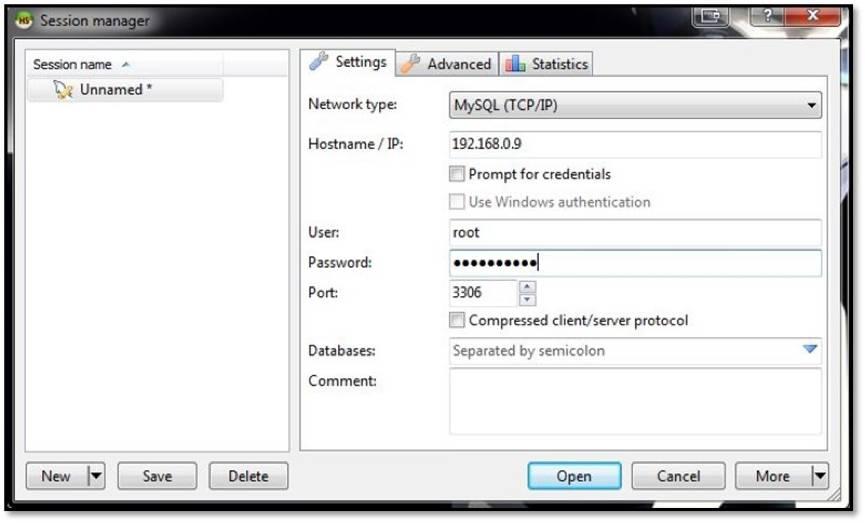 HS Session manager
?
Session name
Unnamed *
Settings Advanced Statistics
Network type: MySQL (TCP/IP)
Hostname / IP: 192.168.0.9
Prompt for credentials
Use Windows authentication
User: root
Password: ●●●●●●●●●●
Port: 3306
Compressed client/server protocol
Databases: Separated by semicolon
Comment:
New Save Delete Open Cancel More